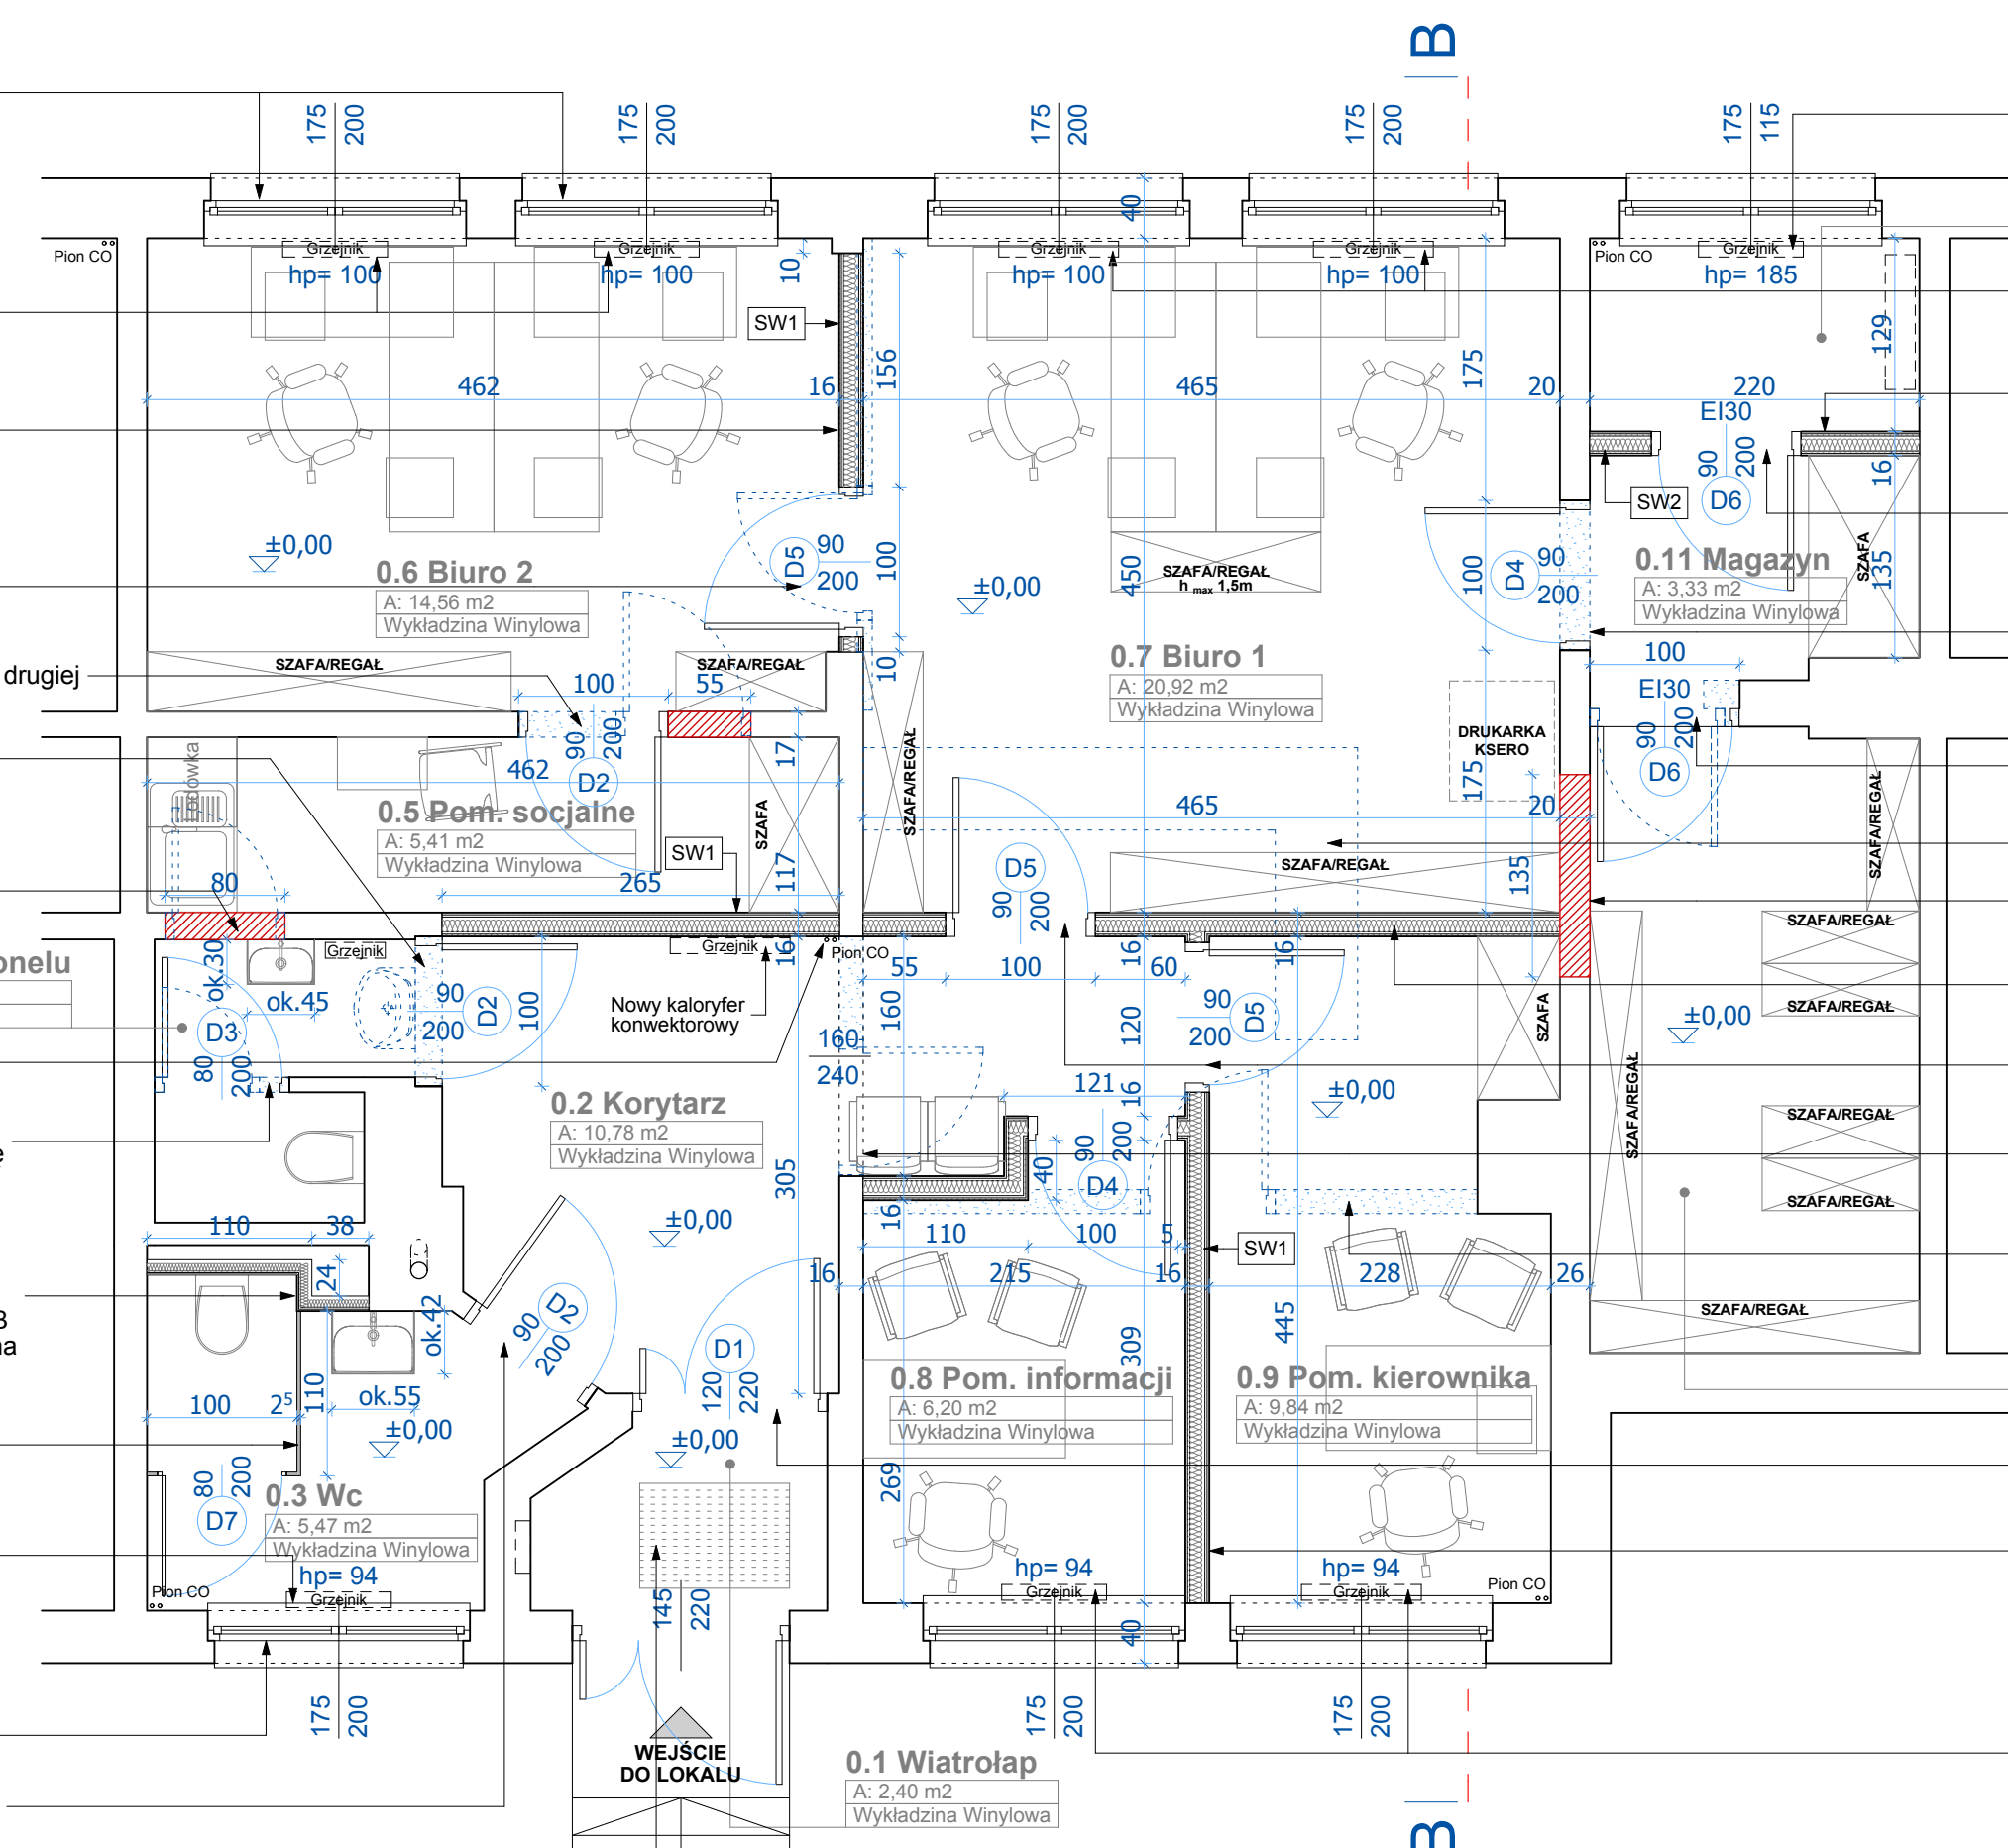 B
175
200
175
200
175
200
175
200
175
115
40
Pion CO
Grzejnik
hp= 100
Grzejnik
hp= 100
10
Grzejnik
hp= 100
Grzejnik
hp= 100
Pion CO
Grzejnik
hp= 185
SW1
129
156
175
462
16
465
20
220
EI30
90
200
D6
16
SW2
±0,00
D5
90
200
100
±0,00
450
SZAFA/REGAŁ
h max 1,5m
100
D4
90
200
0.6 Biuro 2
A: 14,56 m2
Wykładzina Winylowa
0.11 Magazyn
A: 3,33 m2
Wykładzina Winylowa
SZAFA
135
drugiej
SZAFA/REGAŁ
SZAFA/REGAŁ
10
0.7 Biuro 1
A: 20,92 m2
Wykładzina Winylowa
100
EI30
100
55
90
200
D2
17
462
DRUKARKA
KSERO
175
90
200
D6
0.5 Pom. socjalne
A: 5,41 m2
Wykładzina Winylowa
SZAFA
SZAFA/REGAŁ
465
20
SZAFA/REGAŁ
SW1
117
D5
90
200
SZAFA/REGAŁ
135
80
265
SZAFA/REGAŁ
onelu
ok.30
Grzejnik
Grzejnik
16
Pion CO
55
100
16
60
16
ok.45
90
200
D2
100
Nowy kaloryfer
konwektorowy
160
120
90
200
D5
SZAFA
SZAFA/REGAŁ
±0,00
D3
80
200
160
240
121
16
±0,00
SZAFA/REGAŁ
0.2 Korytarz
A: 10,78 m2
Wykładzina Winylowa
90
200
D4
40
SZAFA/REGAŁ
305
16
SZAFA/REGAŁ
110
38
±0,00
110
100
5
SW1
24
16
215
16
228
26
ok.42
90
200
D2
D1
120
220
309
445
SZAFA/REGAŁ
0.8 Pom. informacji
A: 6,20 m2
Wykładzina Winylowa
0.9 Pom. kierownika
A: 9,84 m2
Wykładzina Winylowa
100
2⁵
110
ok.55
±0,00
±0,00
80
200
D7
0.3 Wc
A: 5,47 m2
Wykładzina Winylowa
269
hp= 94
Grzejnik
Pion CO
145
220
hp= 94
Grzejnik
hp= 94
Grzejnik
Pion CO
40
175
200
175
200
175
200
WEJŚCIE
DO LOKALU
0.1 Wiatrołap
A: 2,40 m2
Wykładzina Winylowa
B